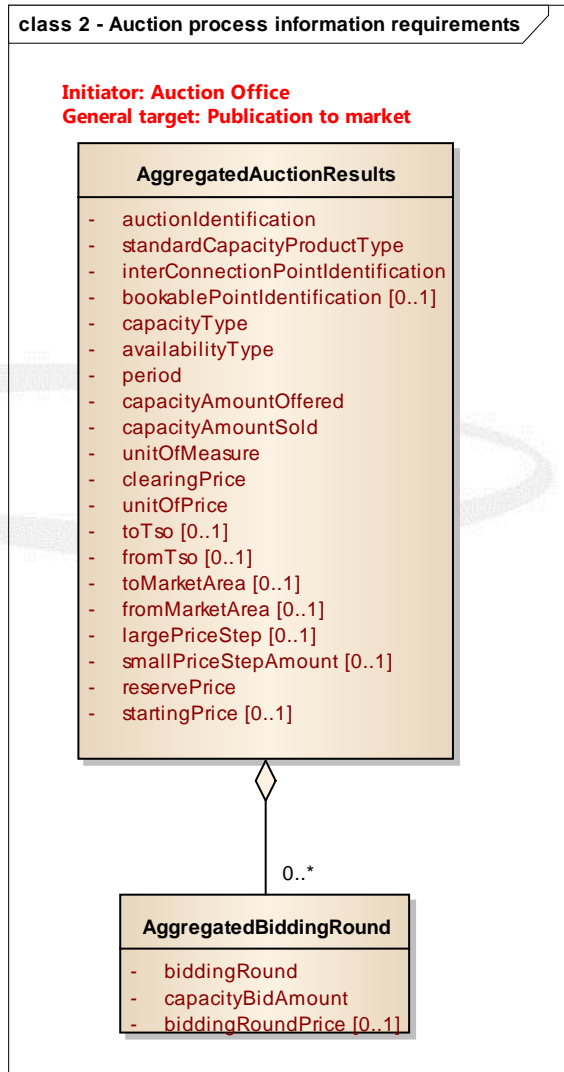 class 2 - Auction process information requirements
Initiator: Auction Office
General target: Publication to market
AggregatedAuctionResults
- auctionIdentification
- standardCapacityProductType
- interConnectionPointIdentification
- bookablePointIdentification [0..1]
- capacityType
- availabilityType
- period
- capacityAmountOffered
- capacityAmountSold
- unitOfMeasure
- clearingPrice
- unitOfPrice
- toTso [0..1]
- fromTso [0..1]
- toMarketArea [0..1]
- fromMarketArea [0..1]
- largePriceStep [0..1]
- smallPriceStepAmount [0..1]
- reservePrice
- startingPrice [0..1]
0..*
AggregatedBiddingRound
- biddingRound
- capacityBidAmount
- biddingRoundPrice [0..1]